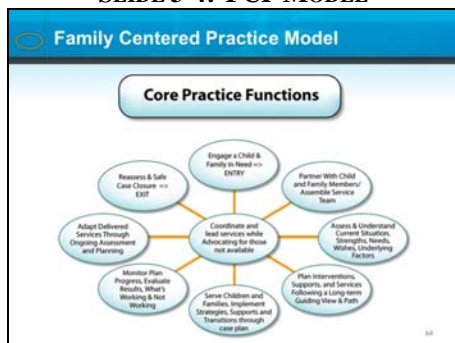 SLIDE 3-4: FCP MODEL
Family Centered Practice Model
Core Practice Functions
Engage a Child &
Family in Need =>
ENTRY
Partner With Child
and Family Members/
Assemble Service
Team
Assess & Understand
Current Situation,
Strengths, Needs,
Wishes, Underlying
Factors
Plan Interventions,
Supports, and Services
Following a Long-term
Guiding View & Path
Serve Children and
Families, Implement
Strategies, Supports and
Transitions through
case plan
Monitor Plan
Progress, Evaluate
Results, What's
Working & Not
Working
Adapt Delivered
Services Through
Ongoing Assessment
and Planning
Reassess & Safe
Case Closure =>
EXIT
Coordinate and
lead services while
Advocating for those
not available
64